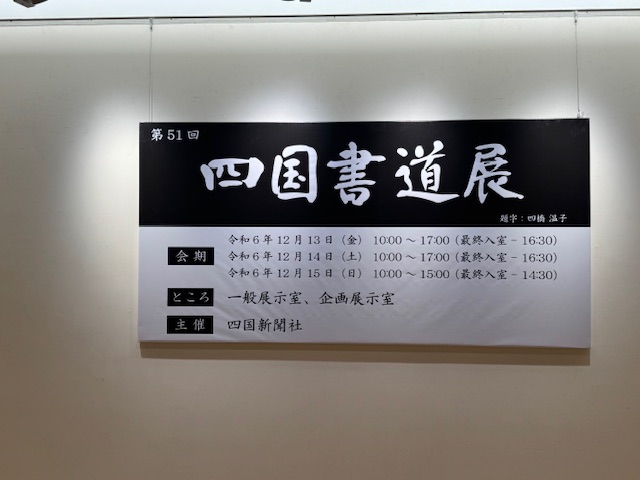 第51回
四国書道展
題字：四橋 温子
会期
令和6年12月13日（金） 10:00～17:00（最終入室－16:30）
令和6年12月14日（土） 10:00～17:00（最終入室－16:30）
令和6年12月15日（日） 10:00～15:00（最終入室－14:30）
ところ 一般展示室、企画展示室
主催 四国新聞社